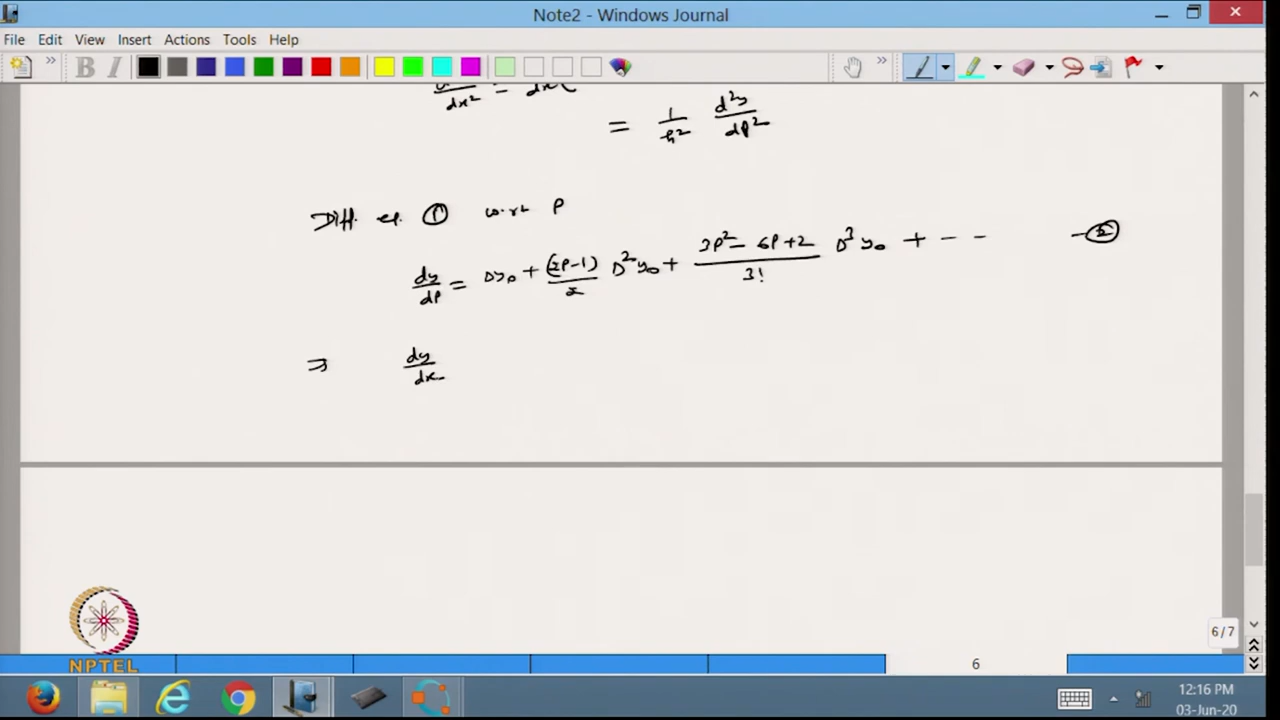 Note2 - Windows Journal
File Edit View Insert Actions Tools Help
dx² =
= 1/h² d²y/dp²
Diff. eq. ① w.r.t P
dy/dp = Δy₀ + (2P-1)/2 Δ²y₀ + 3P² - 6P + 2/3! Δ³y₀ + - - - ②
⇒ dy/dx
6 / 7
NPTEL
6
12:16 PM
03-Jun-20